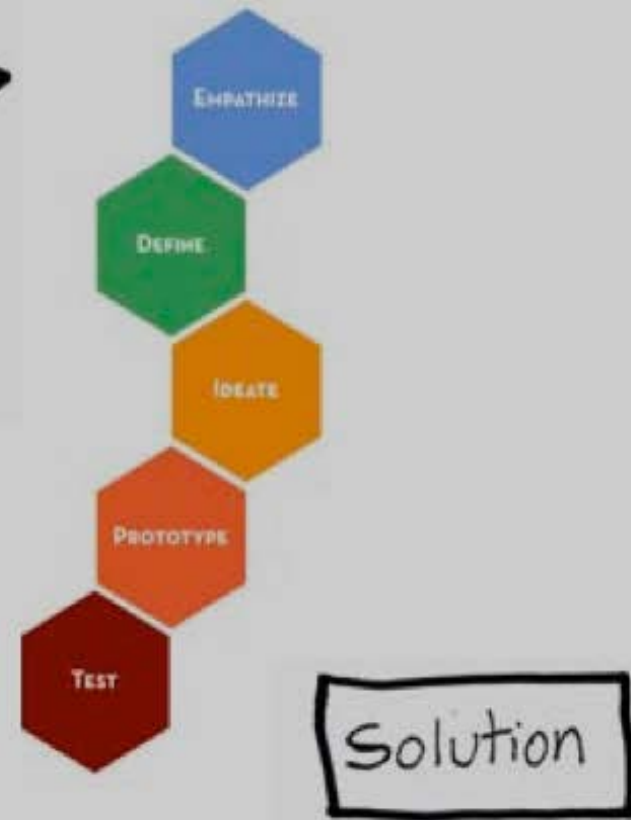 EMPATHIZE
DEFINE
IDEATE
PROTOTYPE
TEST
Solution